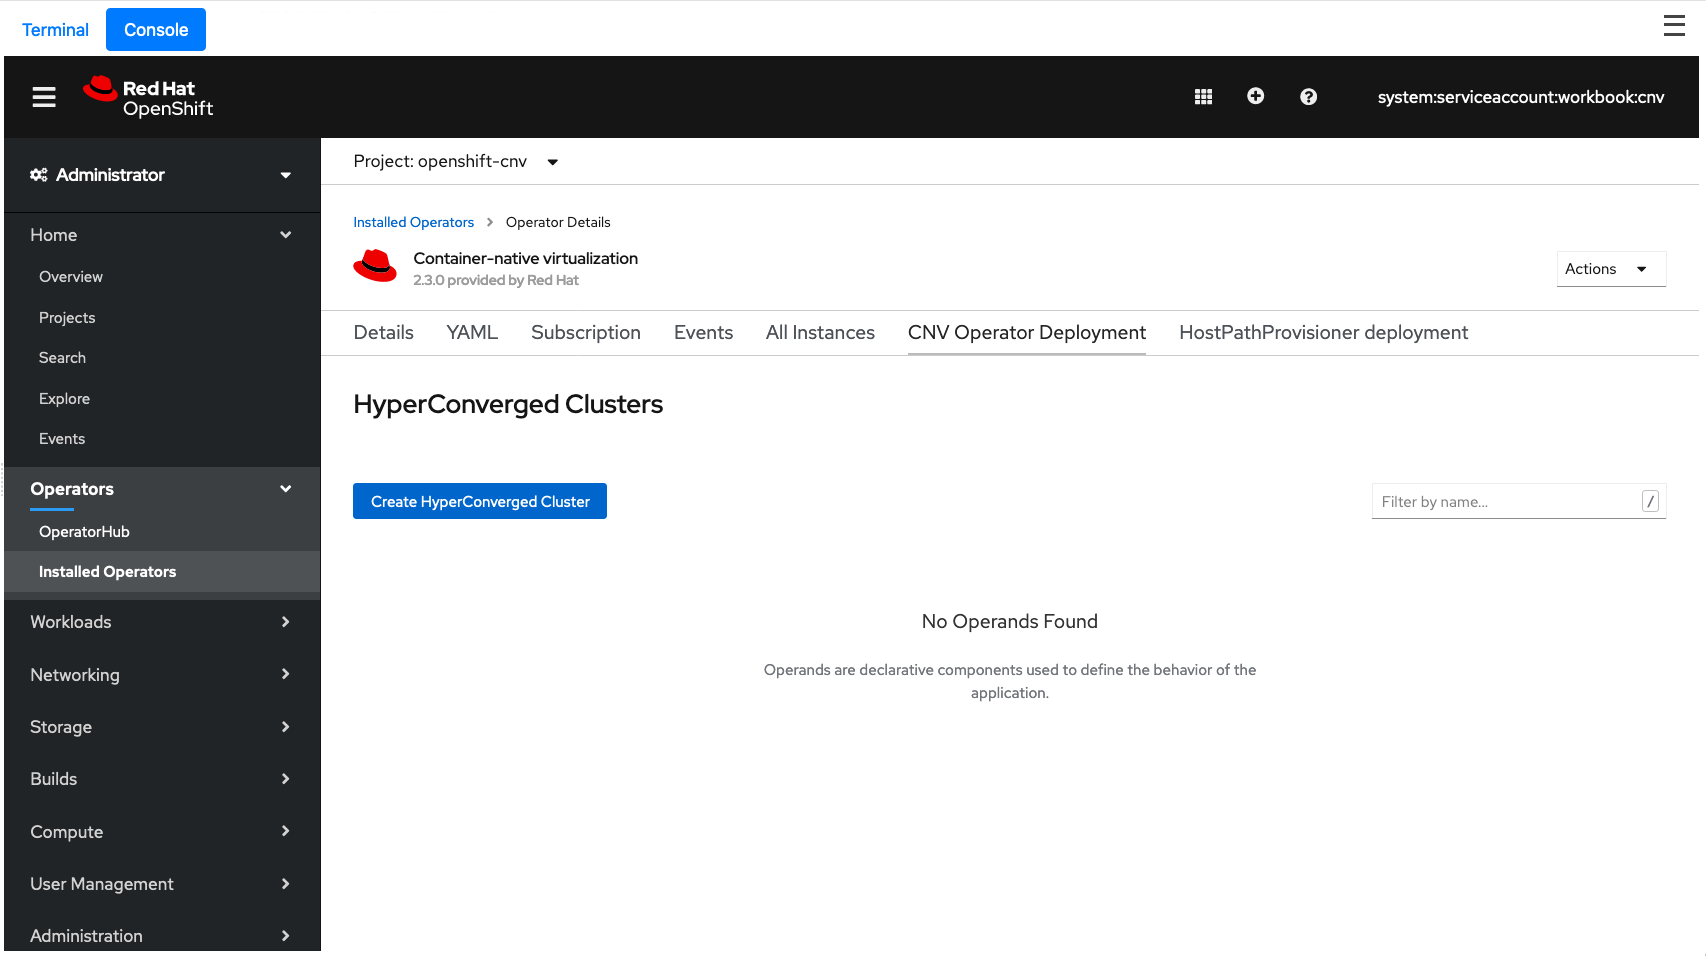 Terminal
Console
Red Hat
OpenShift
system:serviceaccount:workbook:cnv
Administrator
Home
Overview
Projects
Search
Explore
Events
Operators
OperatorHub
Installed Operators
Workloads
Networking
Storage
Builds
Compute
User Management
Administration
Project: openshift-cnv
Installed Operators > Operator Details
Container-native virtualization
2.3.0 provided by Red Hat
Actions
Details YAML Subscription Events All Instances CNV Operator Deployment HostPathProvisioner deployment
HyperConverged Clusters
Create HyperConverged Cluster
Filter by name...
/
No Operands Found
Operands are declarative components used to define the behavior of the
application.